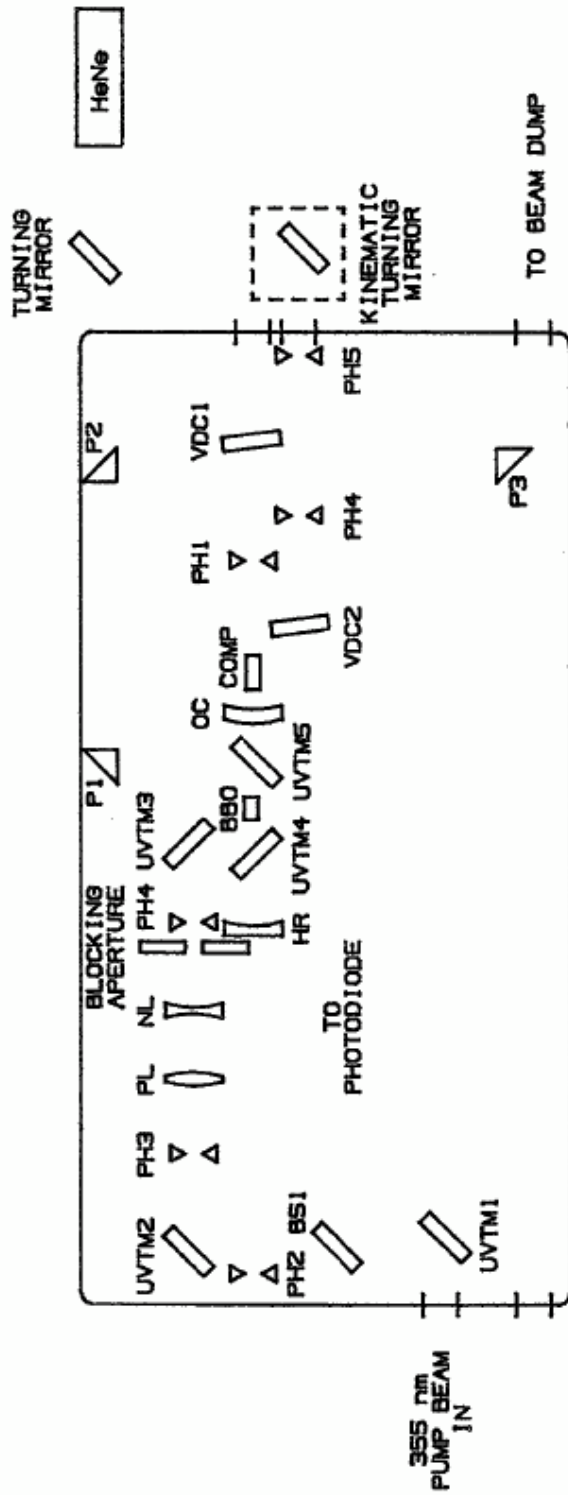 TURNING
MIRROR
HeNe
P1
P2
BLOCKING
APERTURE
PH4
UVTM3
NL
PL
PH3
UVTM2
OC
COMP
PH1
VDC1
BBO
KINEMATIC
TURNING
MIRROR
BS1
PH2
HR
UVTM4
UVTM5
VDC2
PH4
PH5
TO
PHOTODIODE
UVTM1
P3
355 nm
PUMP BEAM
IN
TO BEAM DUMP